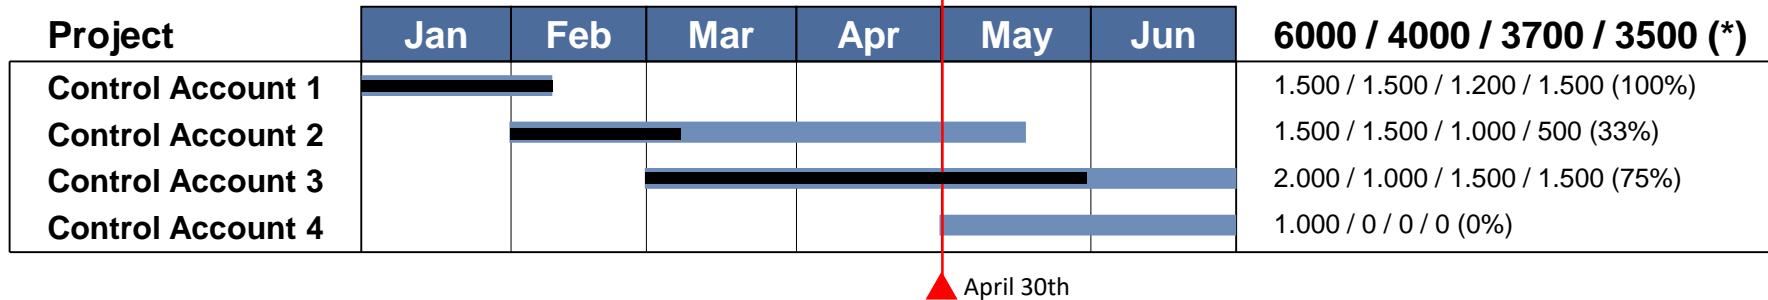 Project Jan Feb Mar Apr May Jun 6000 / 4000 / 3700 / 3500 (*)
Control Account 1 1.500 / 1.500 / 1.200 / 1.500 (100%)
Control Account 2 1.500 / 1.500 / 1.000 / 500 (33%)
Control Account 3 2.000 / 1.000 / 1.500 / 1.500 (75%)
Control Account 4 1.000 / 0 / 0 / 0 (0%)
April 30th